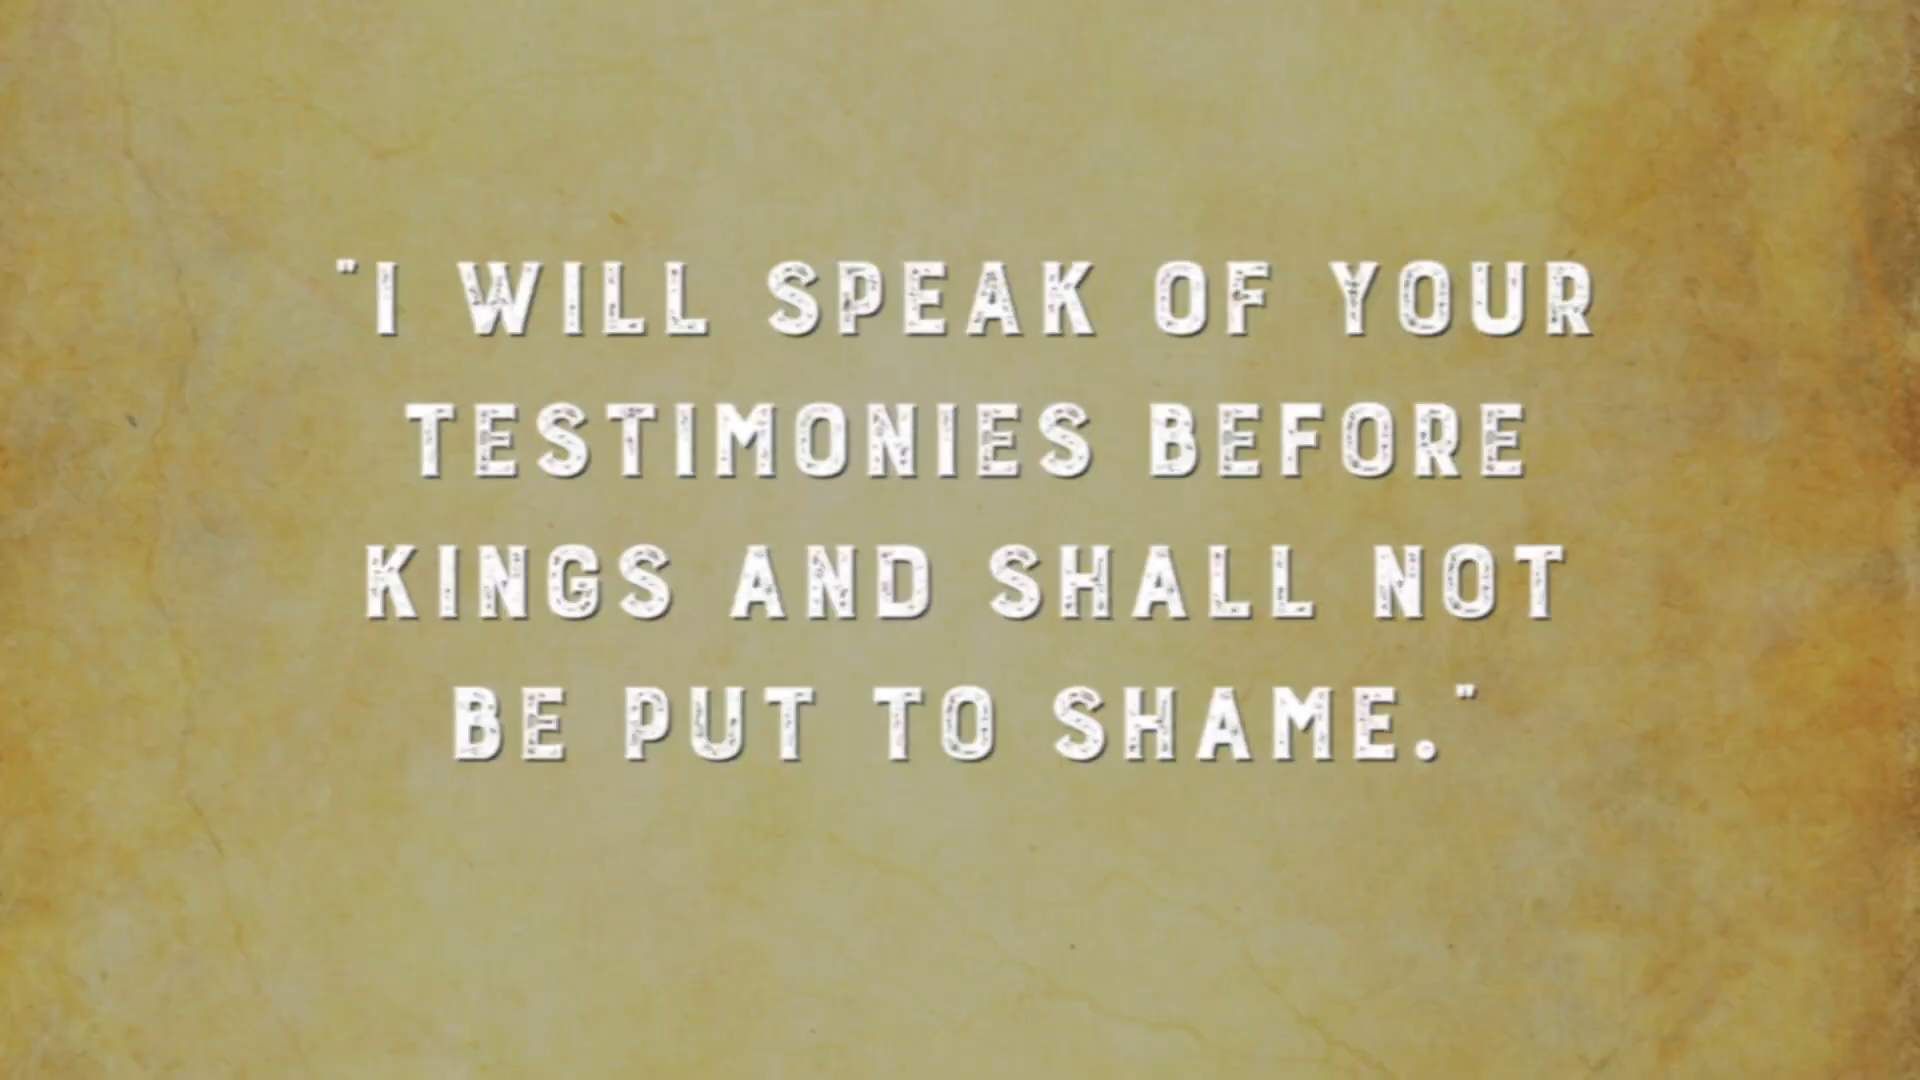 "I WILL SPEAK OF YOUR
TESTIMONIES BEFORE
KINGS AND SHALL NOT
BE PUT TO SHAME."